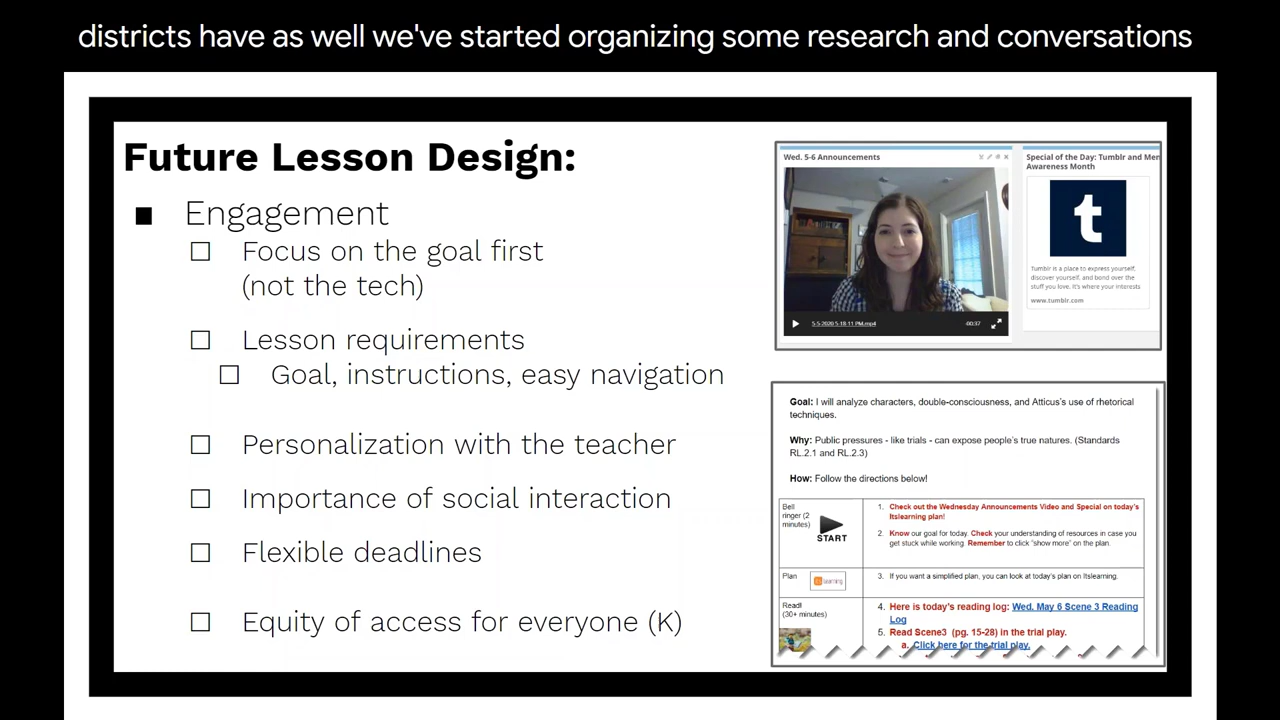 districts have as well we've started organizing some research and conversations
Future Lesson Design:
Engagement
Focus on the goal first
(not the tech)
Lesson requirements
Goal, instructions, easy navigation
Personalization with the teacher
Importance of social interaction
Flexible deadlines
Equity of access for everyone (K)
Wed. 5-6 Announcements
5-5-2020 5-18-11 PM.mp4
-00:37
Special of the Day: Tumblr and Men
Awareness Month
t
Tumblr is a place to express yourself,
discover yourself, and bond over the
stuff you love. It's where your interests
www.tumblr.com
Goal: I will analyze characters, double-consciousness, and Atticus's use of rhetorical
techniques.
Why: Public pressures - like trials - can expose people's true natures. (Standards
RL.2.1 and RL.2.3)
How: Follow the directions below!
Bell
ringer (2
minutes)
START
1. Check out the Wednesday Announcements Video and Special on today's
Itslearning plan!
2. Know our goal for today. Check your understanding of resources in case you
get stuck while working. Remember to click "show more" on the plan.
Plan
3. If you want a simplified plan, you can look at today's plan on Itslearning.
Read!
(30+ minutes)
4. Here is today's reading log: Wed. May 6 Scene 3 Reading
Log
5. Read Scene3 (pg. 15-28) in the trial play.
a. Click here for the trial play.